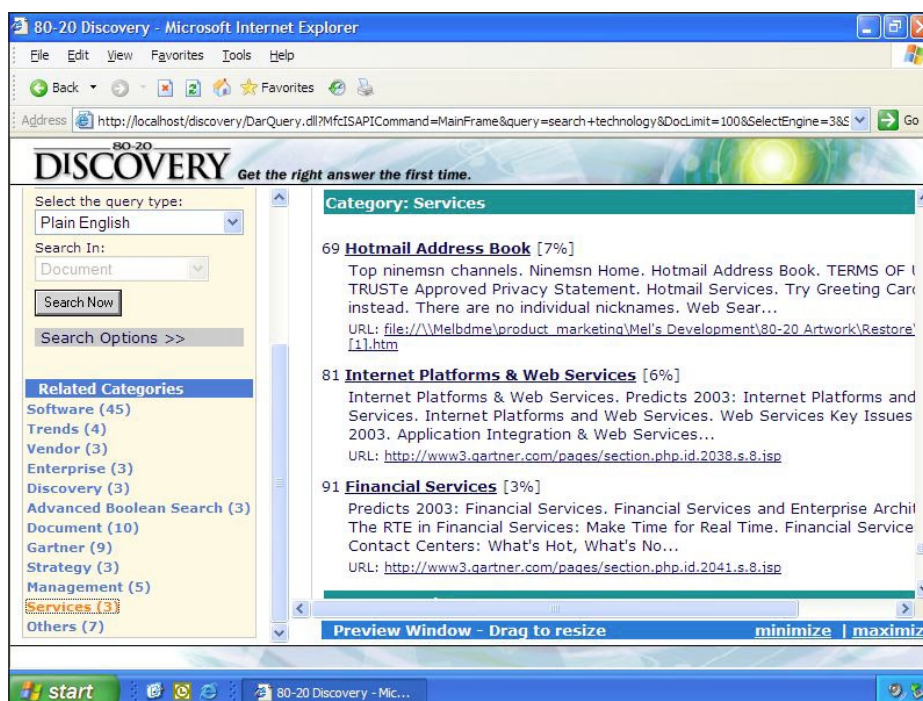 80-20 Discovery - Microsoft Internet Explorer
File Edit View Favorites Tools Help
Back Favorites
Address http://localhost/discovery/DarQuery.dll?MfcISAPICommand=MainFrame&query=search+technology&DocLimit=100&SelectEngine=3&S Go
80-20
DISCOVERY Get the right answer the first time.
Select the query type:
Plain English
Search In:
Document
Search Now
Search Options >>
Related Categories
Software (45)
Trends (4)
Vendor (3)
Enterprise (3)
Discovery (3)
Advanced Boolean Search (3)
Document (10)
Gartner (9)
Strategy (3)
Management (5)
Services (3)
Others (7)
Category: Services
69 Hotmail Address Book [7%]
Top ninemsn channels. Ninemsn Home. Hotmail Address Book. TERMS OF
TRUSTe Approved Privacy Statement. Hotmail Services. Try Greeting Card
instead. There are no individual nicknames. Web Sear...
URL: file://\\Melbdme\product_marketing\Mel's Development\80-20 Artwork\Restore
[1].htm
81 Internet Platforms & Web Services [6%]
Internet Platforms & Web Services. Predicts 2003: Internet Platforms and
Services. Internet Platforms and Web Services. Web Services Key Issues
2003. Application Integration & Web Services...
URL: http://www3.gartner.com/pages/section.php.id.2038.s.8.jsp
91 Financial Services [3%]
Predicts 2003: Financial Services. Financial Services and Enterprise Archi
The RTE in Financial Services: Make Time for Real Time. Financial Service
Contact Centers: What's Hot, What's No...
URL: http://www3.gartner.com/pages/section.php.id.2041.s.8.jsp
Preview Window - Drag to resize minimize | maximiz
start 80-20 Discovery - Mic...